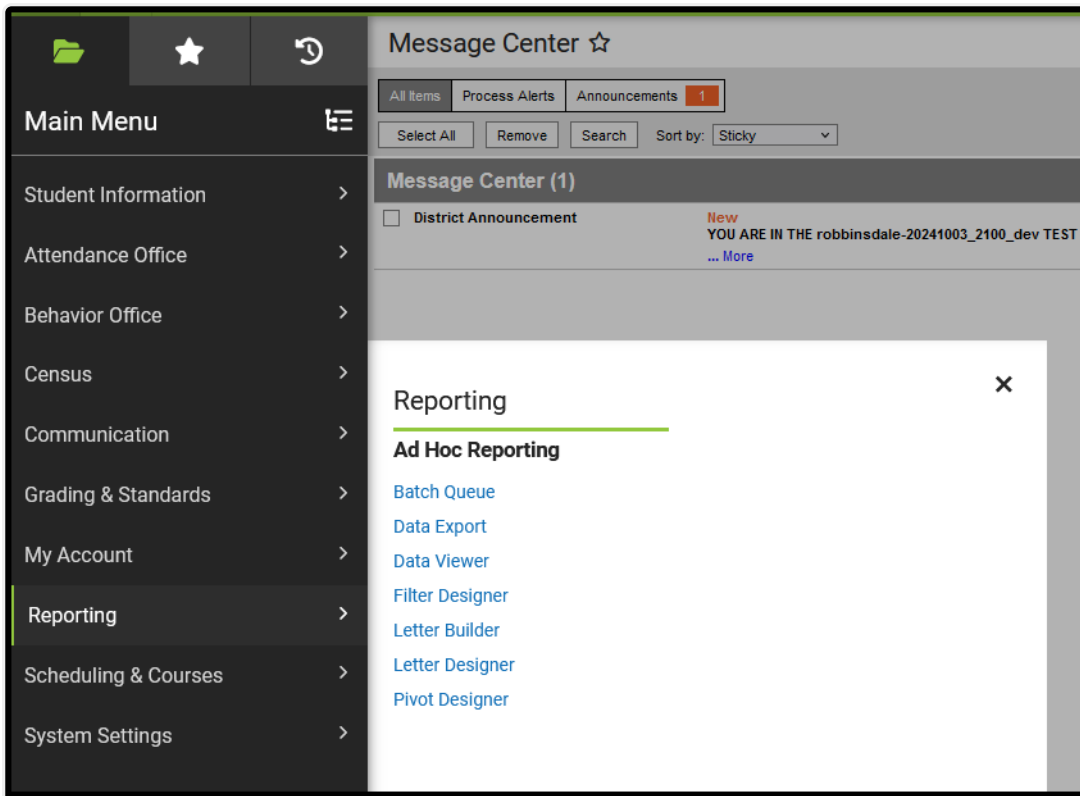 Main Menu
Student Information
Attendance Office
Behavior Office
Census
Communication
Grading & Standards
My Account
Reporting
Scheduling & Courses
System Settings
Message Center
All Items Process Alerts Announcements 1
Select All Remove Search Sort by: Sticky
Message Center (1)
District Announcement New
YOU ARE IN THE robbinsdale-20241003_2100_dev TEST
... More
Reporting
Ad Hoc Reporting
Batch Queue
Data Export
Data Viewer
Filter Designer
Letter Builder
Letter Designer
Pivot Designer